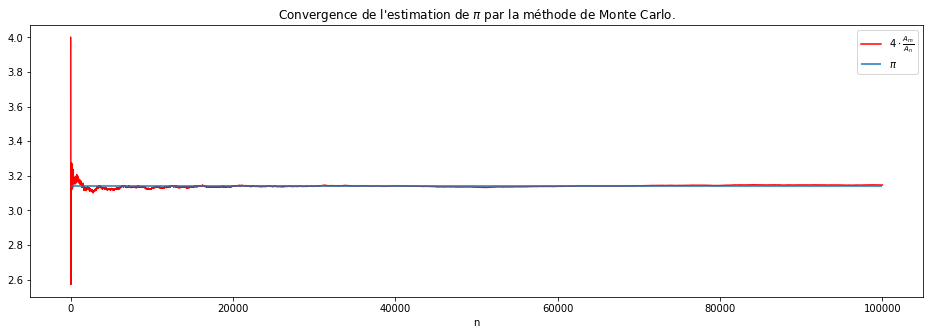 Convergence de l'estimation de π par la méthode de Monte Carlo.
4.0
3.8
3.6
3.4
3.2
3.0
2.8
2.6
4 · A_m/A_n
π
0 20000 40000 60000 80000 100000
n